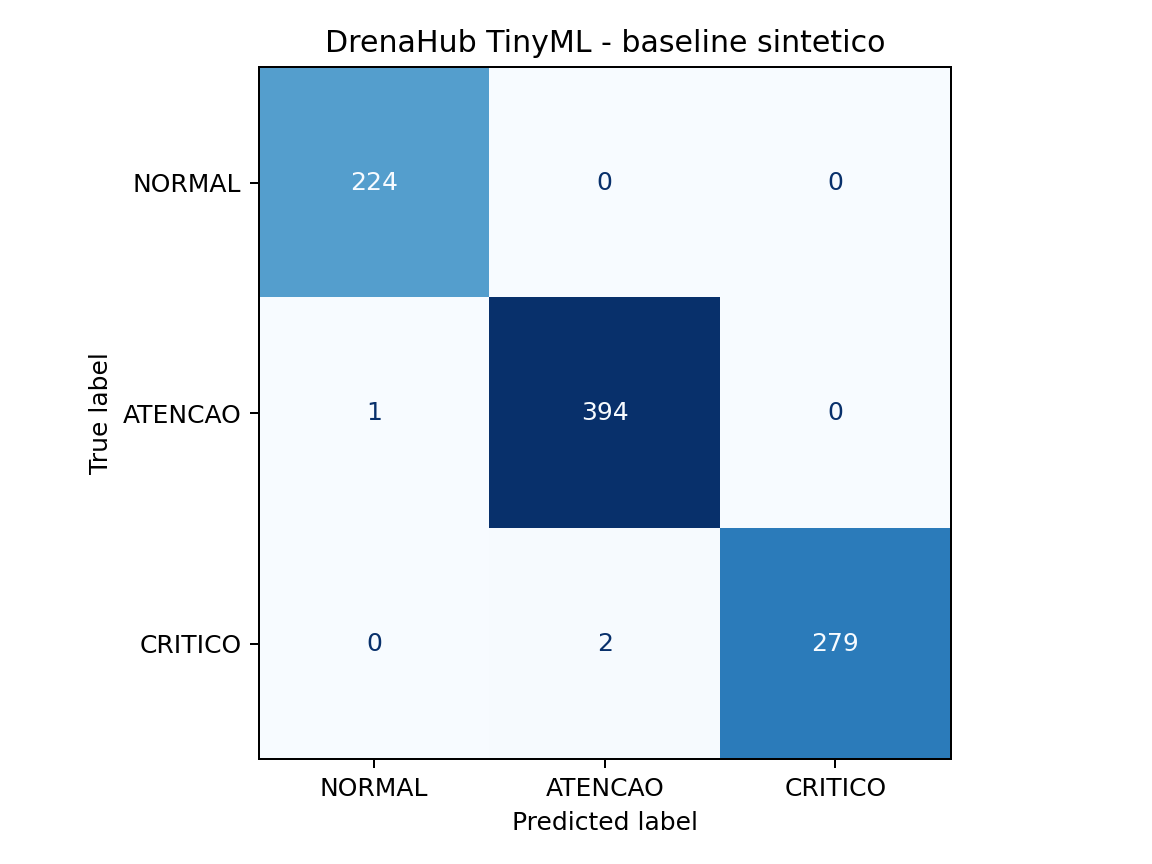 DrenaHub TinyML - baseline sintetico
NORMAL 224 0 0
True label
ATENCAO 1 394 0
CRITICO 0 2 279
NORMAL ATENCAO CRITICO
Predicted label